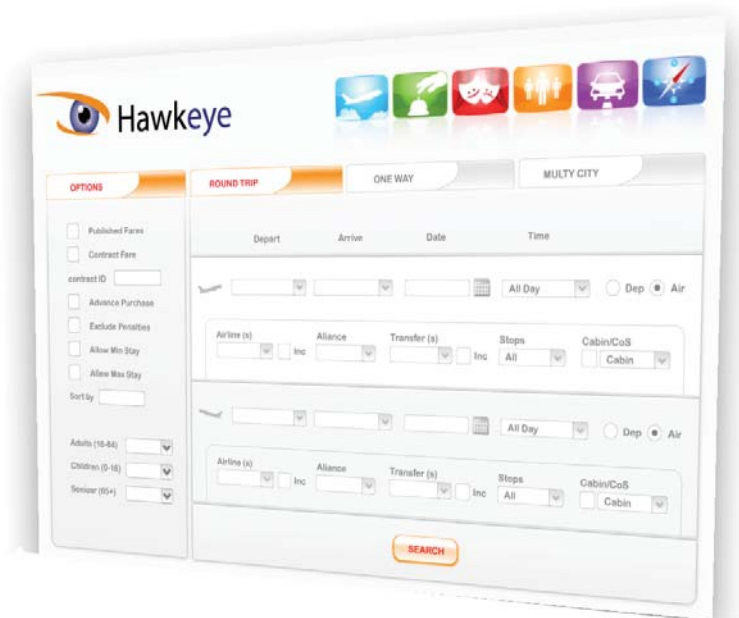 Hawkeye
OPTIONS
Published Fares
Contract Fare
contract ID
Advance Purchase
Exclude Penalties
Allow Min Stay
Allew Max Stay
Sort by
Adults (16-64)
Children (0-16)
Senioer (65+)
ROUND TRIP ONE WAY MULTY CITY
Depart Arrive Date Time
All Day Dep Air
Airline (s) Aliance Transfer (s) Stops Cabin/CoS
Inc Inc All Cabin
All Day Dep Air
Airline (s) Aliance Transfer (s) Stops Cabin/CoS
Inc Inc All Cabin
SEARCH